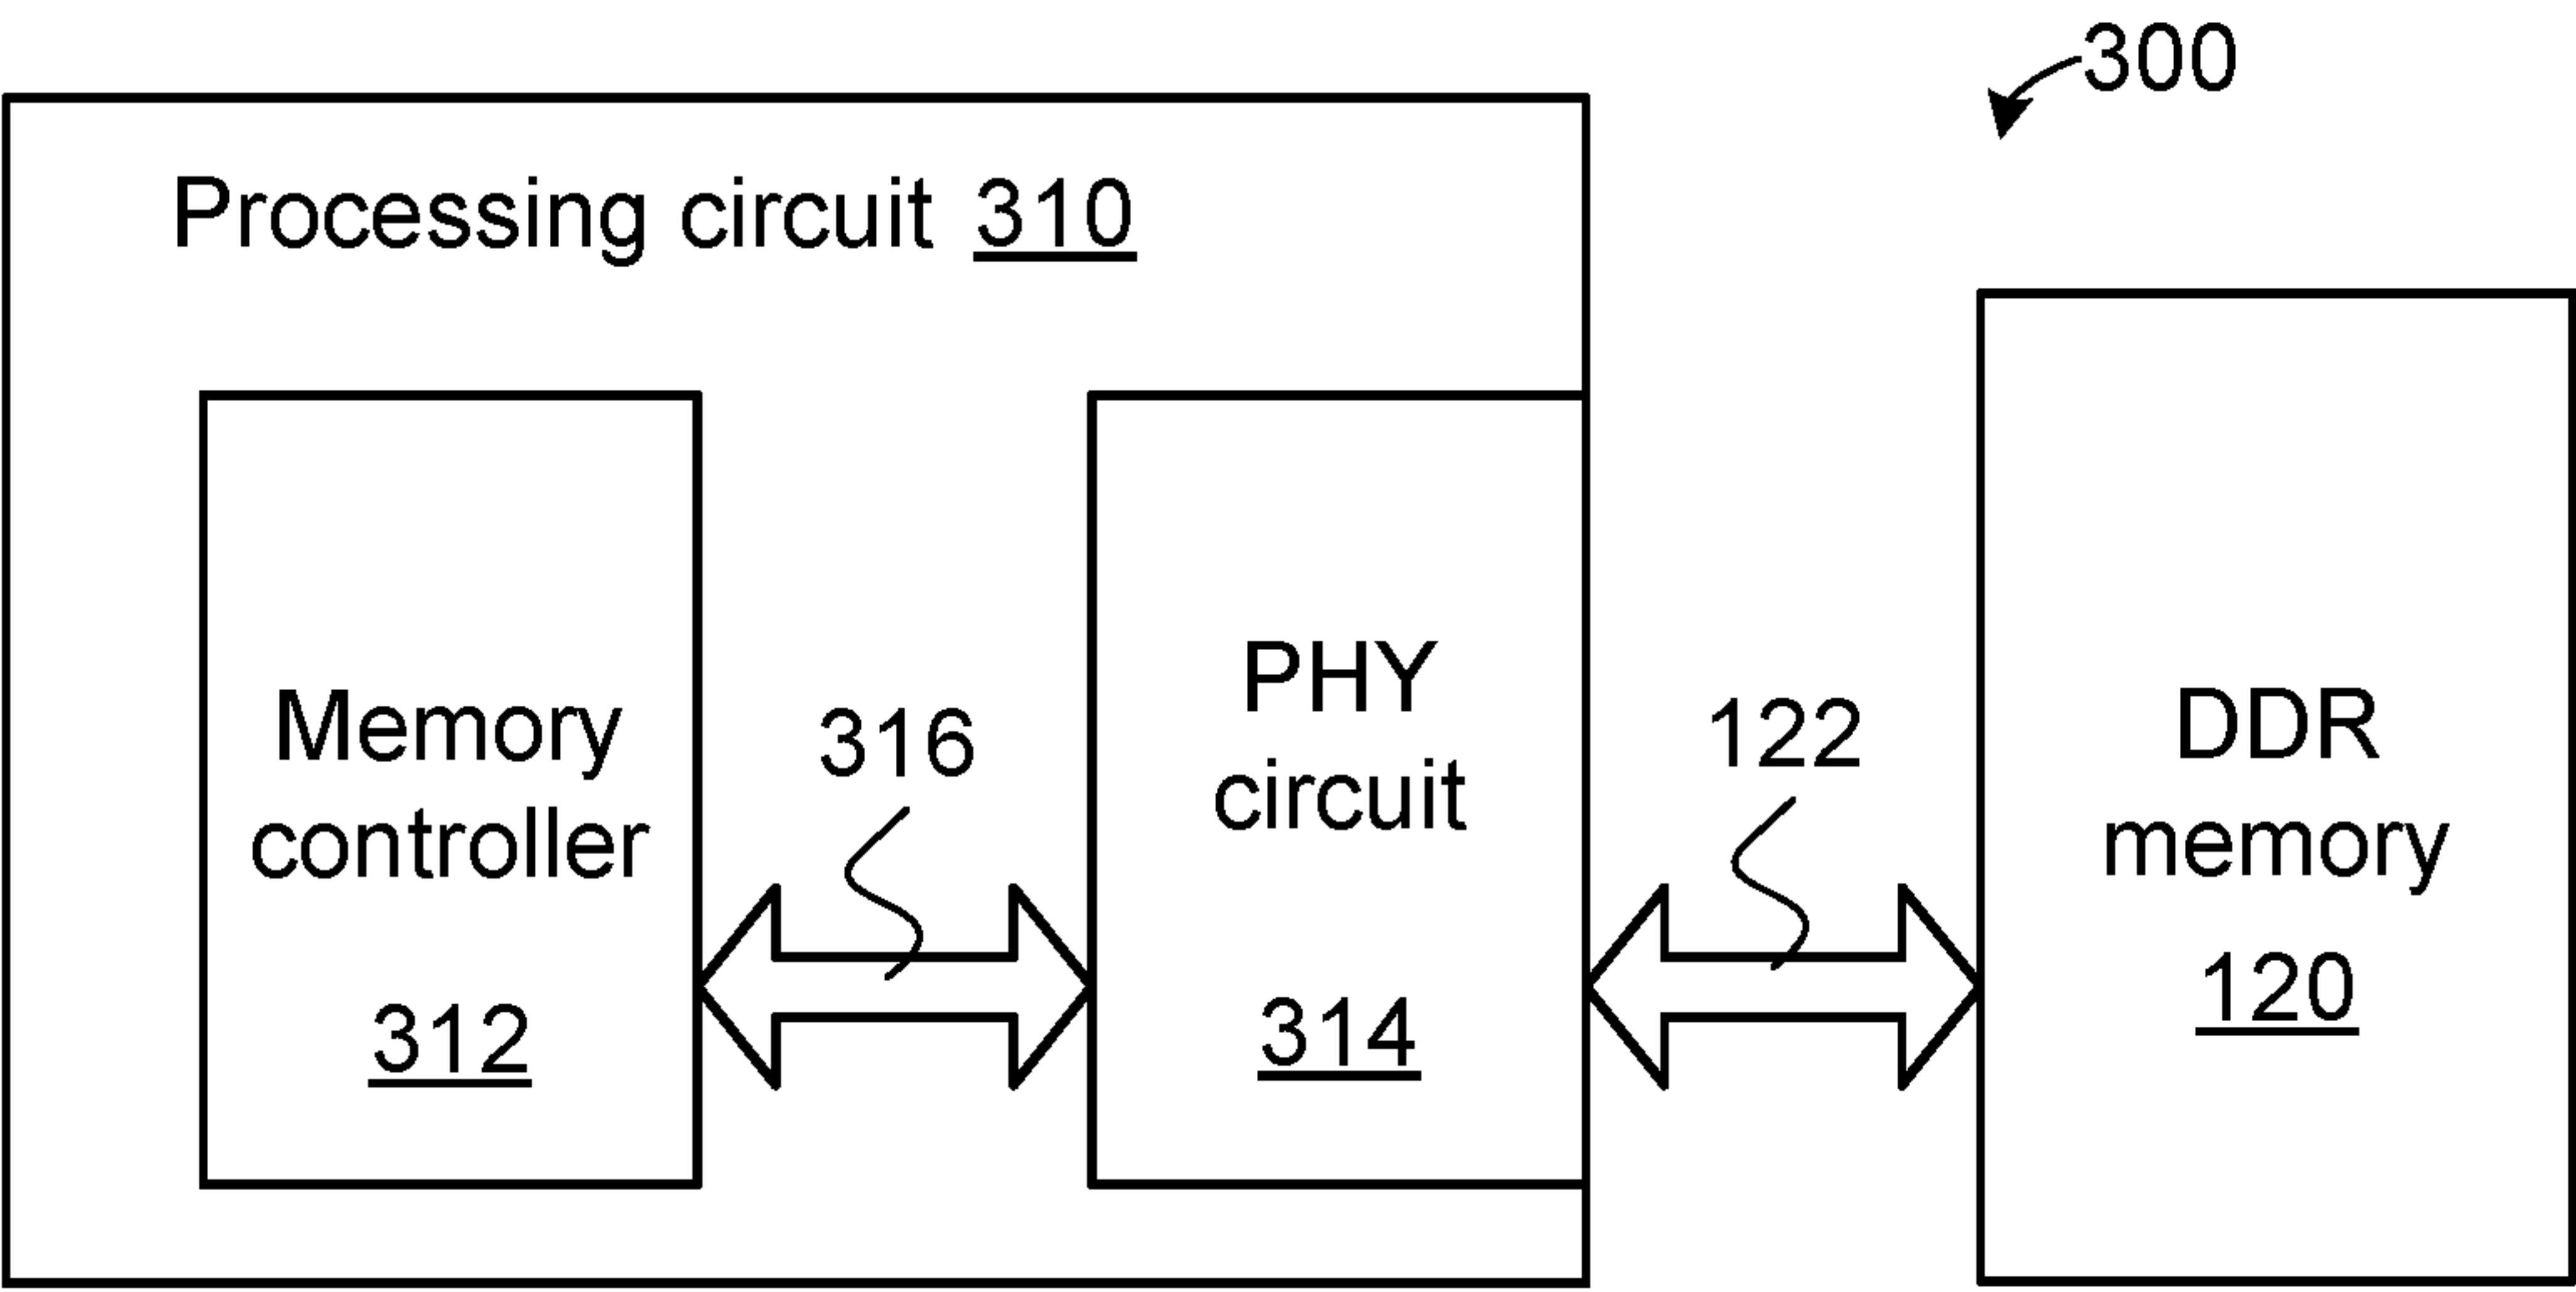 300
Processing circuit 310
Memory
controller
312
316
PHY
circuit
314
122
DDR
memory
120